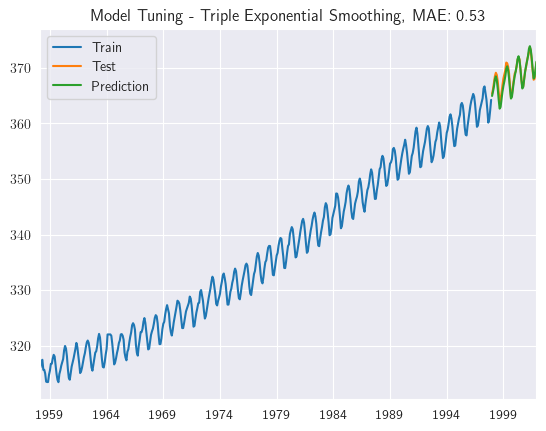 Model Tuning - Triple Exponential Smoothing, MAE: 0.53
Train
Test
Prediction
370
360
350
340
330
320
1959 1964 1969 1974 1979 1984 1989 1994 1999